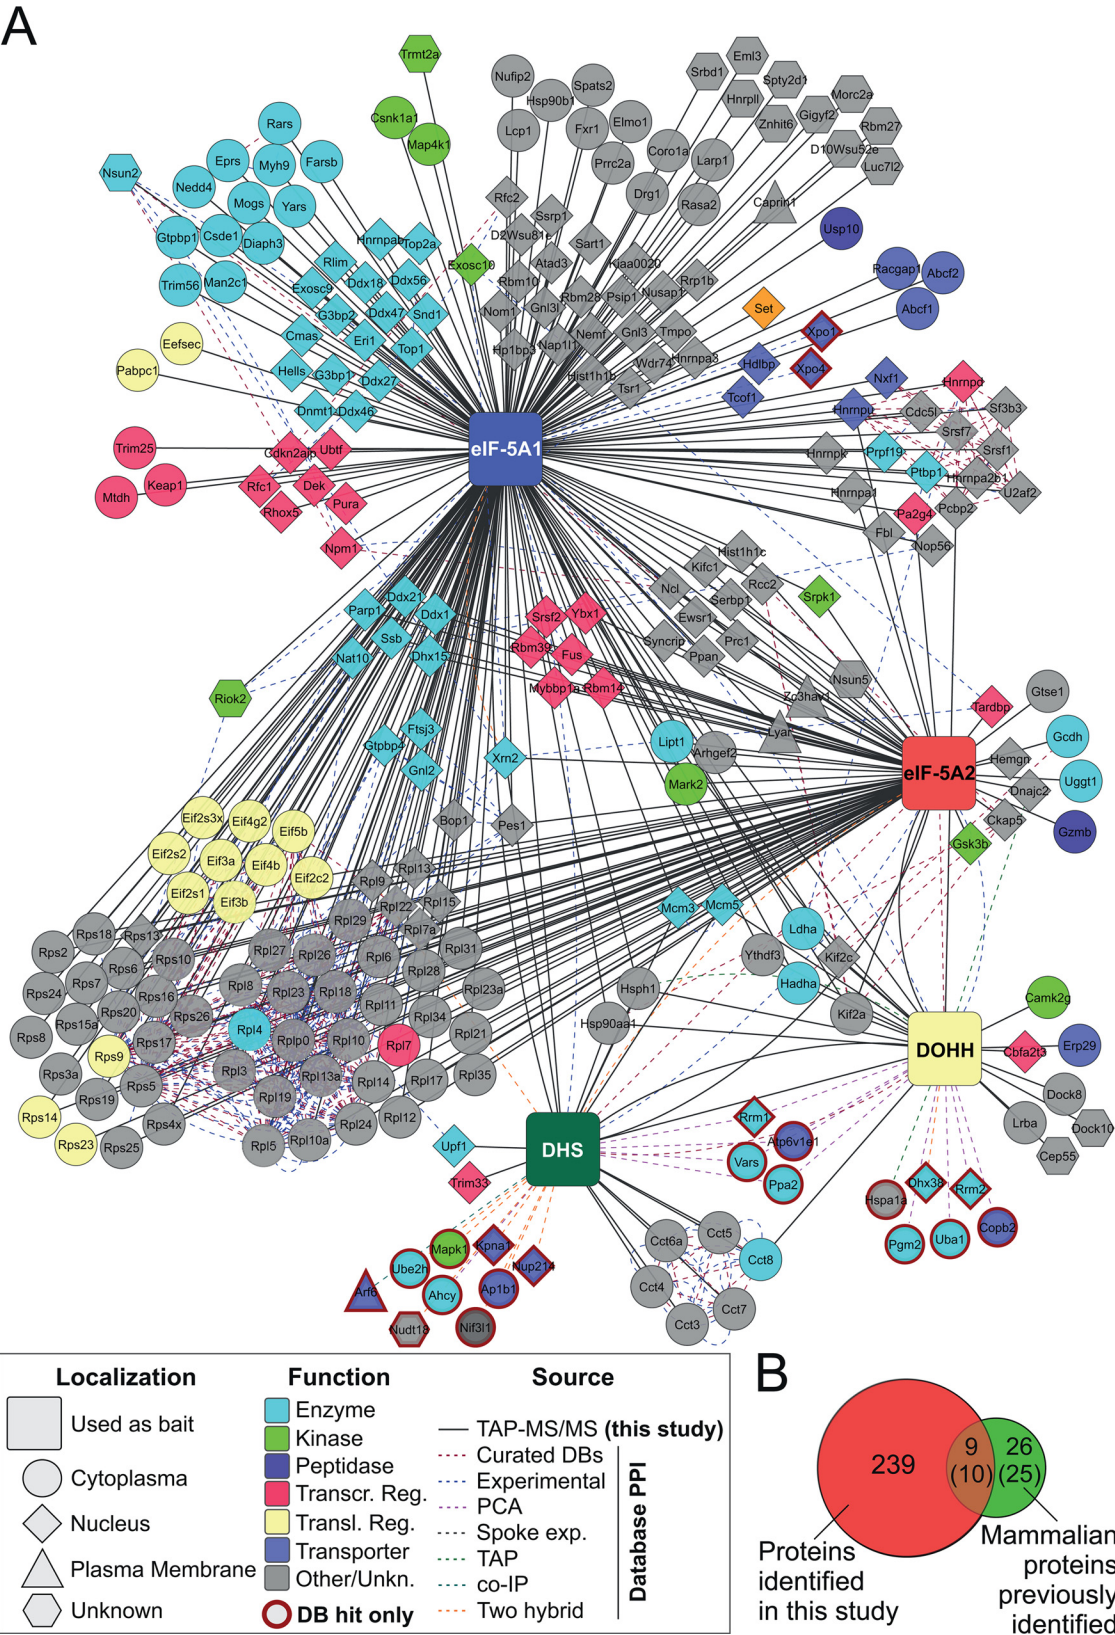 A
Trmt2a
Csnk1a1
Map4k1
Nufip2
Hsp90b1
Spats2
Lcp1
Fxr1
Elmo1
Prrc2a
Coro1a
Larp1
Drg1
Rasa2
Srbd1
Eml3
Spty2d1
Hnrpll
Morc2a
Znhit6
Gigyf2
Rbm27
D10Wsu52e
Luc7l2
Caprin1
Usp10
Racgap1
Abcf2
Abcf1
Rars
Eprs
Myh9
Farsb
Nsun2
Nedd4
Mogs
Yars
Gtpbp1
Csde1
Diaph3
Trim56
Man2c1
Hnrnpab
Top2a
Rlim
Exosc9
Ddx18
Ddx56
G3bp2
Ddx47
Snd1
Cmas
Eri1
Top1
Hells
G3bp1
Ddx27
Dnmt1
Ddx46
Eefsec
Pabpc1
Rfc2
Ssrp1
D2Wsu81e
Sart1
Exosc10
Atad3
Kiaa0020
Rbm10
Rbm28
Psip1
Nusap1
Rrp1b
Nom1
Gnl3l
Nemf
Gnl3
Tmpo
Hp1bp3
Nap1l1
Wdr74
Hnrnpa3
Hist1h1b
Tsr1
Set
Xpo1
Xpo4
Hdlbp
Tcof1
Nxf1
Hnrnpu
Hnrnpd
Cdc5l
Sf3b3
Srsf7
Srsf1
Hnrnpk
Prpf19
Ptbp1
Hnrnpa2b1
Hnrnpa1
U2af2
Pcbp2
Pa2g4
Fbl
Nop56
eIF-5A1
Trim25
Mtdh
Keap1
Cdkn2aip
Ubtf
Rfc1
Dek
Rhox5
Pura
Npm1
Ddx21
Parp1
Ddx1
Ssb
Nat10
Dhx15
Srsf2
Ybx1
Rbm39
Fus
Mybbp1a
Rbm14
Hist1h1c
Kifc1
Ncl
Rcc2
Serbp1
Ewsr1
Syncrip
Prc1
Ppan
Srpk1
Nsun5
Zc3hav1
Lyar
Riok2
Ftsj3
Gtpbp4
Gnl2
Xrn2
Bop1
Pes1
Lipt1
Arhgef2
Mark2
eIF-5A2
Tardbp
Gtse1
Gcdh
Hemgn
Uggt1
Dnajc2
Ckap5
Gzmb
Gsk3b
Eif2s3x
Eif4g2
Eif5b
Eif2s2
Eif3a
Eif4b
Eif2c2
Eif2s1
Eif3b
Rps18
Rps13
Rps2
Rps6
Rps10
Rps7
Rps24
Rps16
Rps20
Rps15a
Rps26
Rps8
Rps17
Rps9
Rps3a
Rps5
Rps19
Rps14
Rps4x
Rps23
Rps25
Rpl13
Rpl9
Rpl22
Rpl15
Rpl29
Rpl7a
Rpl27
Rpl26
Rpl6
Rpl31
Rpl28
Rpl8
Rpl23
Rpl18
Rpl11
Rpl23a
Rpl34
Rpl4
Rplp0
Rpl10
Rpl7
Rpl21
Rpl3
Rpl13a
Rpl14
Rpl17
Rpl35
Rpl19
Rpl24
Rpl12
Rpl5
Rpl10a
Mcm3
Mcm5
Ldha
Ythdf3
Kif2c
Hadha
Kif2a
Hsph1
Hsp90aa1
DOHH
Camk2g
Cbfa2t3
Erp29
Dock8
Lrba
Dock10
Cep55
DHS
Upf1
Trim33
Rrm1
Atp6v1e1
Vars
Ppa2
Hspa1a
Dhx38
Rrm2
Copb2
Pgm2
Uba1
Mapk1
Kpna1
Ube2h
Nup214
Arf6
Ahcy
Ap1b1
Nudt18
Nif3l1
Cct6a
Cct5
Cct8
Cct4
Cct7
Cct3
Localization
Used as bait
Cytoplasma
Nucleus
Plasma Membrane
Unknown
Function
Enzyme
Kinase
Peptidase
Transcr. Reg.
Transl. Reg.
Transporter
Other/Unkn.
DB hit only
Source
TAP-MS/MS (this study)
Curated DBs
Experimental
PCA
Spoke exp.
TAP
co-IP
Two hybrid
Database PPI
B
239
9
(10)
26
(25)
Proteins
identified
in this study
Mammalian
proteins
previously
identified